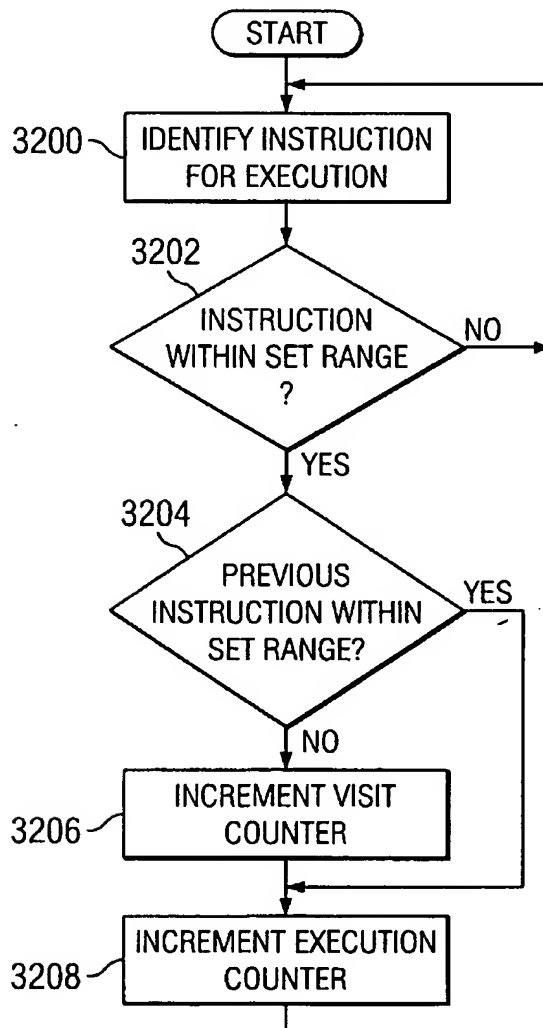 START
3200
IDENTIFY INSTRUCTION
FOR EXECUTION
3202
INSTRUCTION
WITHIN SET RANGE
?
NO
YES
3204
PREVIOUS
INSTRUCTION WITHIN
SET RANGE?
YES
NO
3206
INCREMENT VISIT
COUNTER
3208
INCREMENT EXECUTION
COUNTER